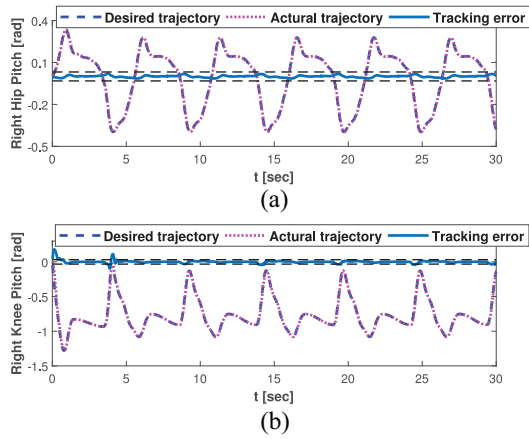 Desired trajectory Actural trajectory Tracking error
Right Hip Pitch [rad]
0.4
0.1
-0.2
-0.5
0 5 10 15 20 25 30
t [sec]
(a)
Desired trajectory Actural trajectory Tracking error
Right Knee Pitch [rad]
0
-0.5
-1
-1.5
0 5 10 15 20 25 30
t [sec]
(b)